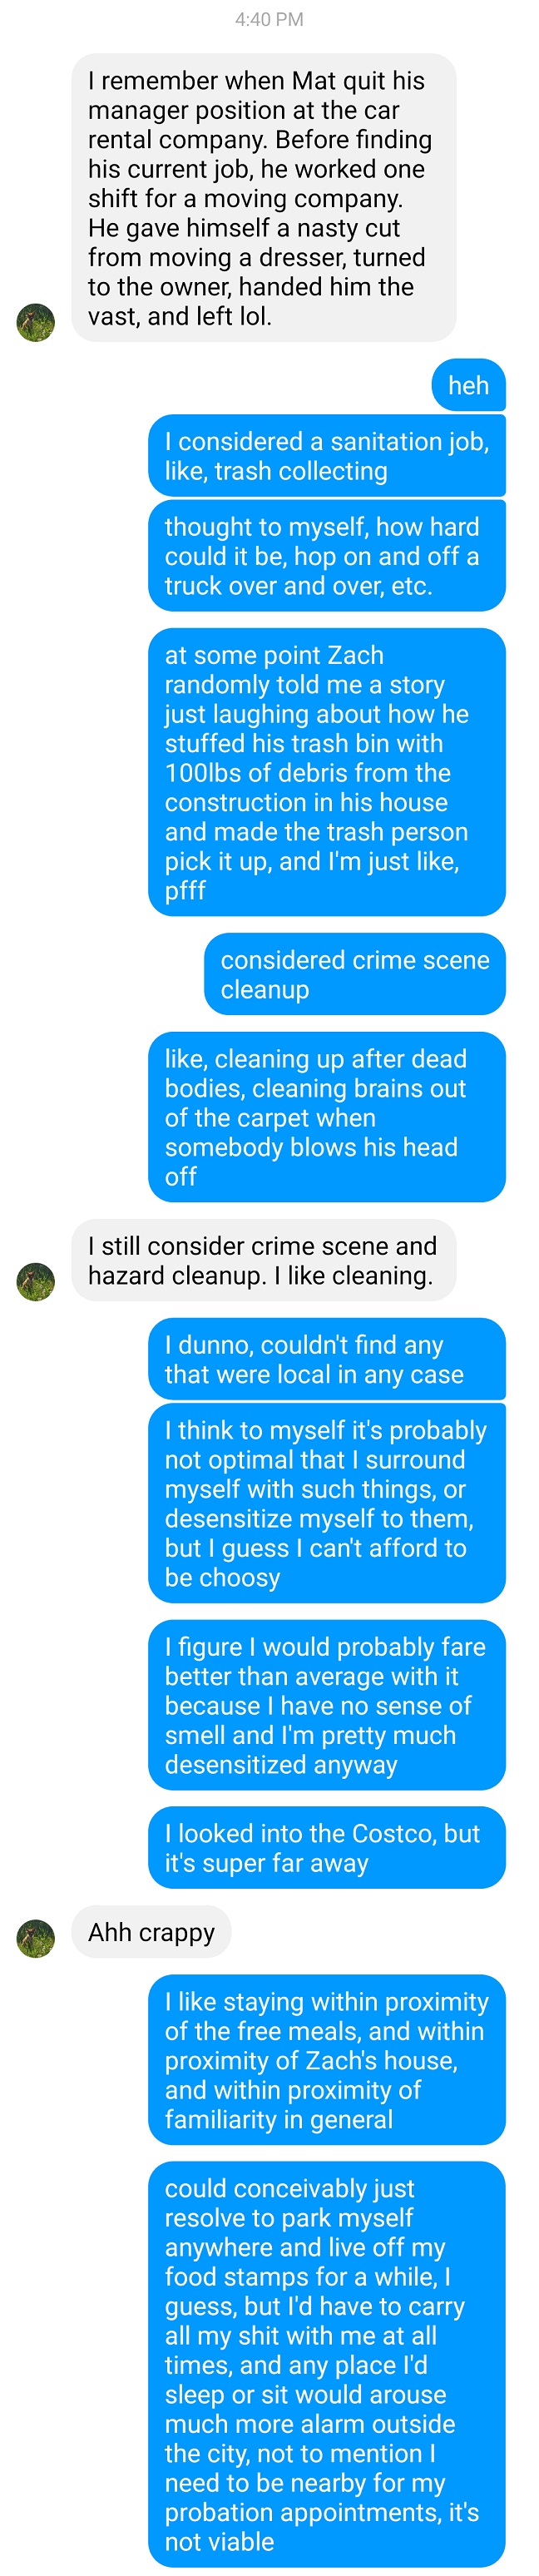 4:40 PM
I remember when Mat quit his
manager position at the car
rental company. Before finding
his current job, he worked one
shift for a moving company.
He gave himself a nasty cut
from moving a dresser, turned
to the owner, handed him the
vast, and left lol.
heh
I considered a sanitation job,
like, trash collecting
thought to myself, how hard
could it be, hop on and off a
truck over and over, etc.
at some point Zach
randomly told me a story
just laughing about how he
stuffed his trash bin with
100lbs of debris from the
construction in his house
and made the trash person
pick it up, and I'm just like,
pfff
considered crime scene
cleanup
like, cleaning up after dead
bodies, cleaning brains out
of the carpet when
somebody blows his head
off
I still consider crime scene and
hazard cleanup. I like cleaning.
I dunno, couldn't find any
that were local in any case
I think to myself it's probably
not optimal that I surround
myself with such things, or
desensitize myself to them,
but I guess I can't afford to
be choosy
I figure I would probably fare
better than average with it
because I have no sense of
smell and I'm pretty much
desensitized anyway
I looked into the Costco, but
it's super far away
Ahh crappy
I like staying within proximity
of the free meals, and within
proximity of Zach's house,
and within proximity of
familiarity in general
could conceivably just
resolve to park myself
anywhere and live off my
food stamps for a while, I
guess, but I'd have to carry
all my shit with me at all
times, and any place I'd
sleep or sit would arouse
much more alarm outside
the city, not to mention I
need to be nearby for my
probation appointments, it's
not viable